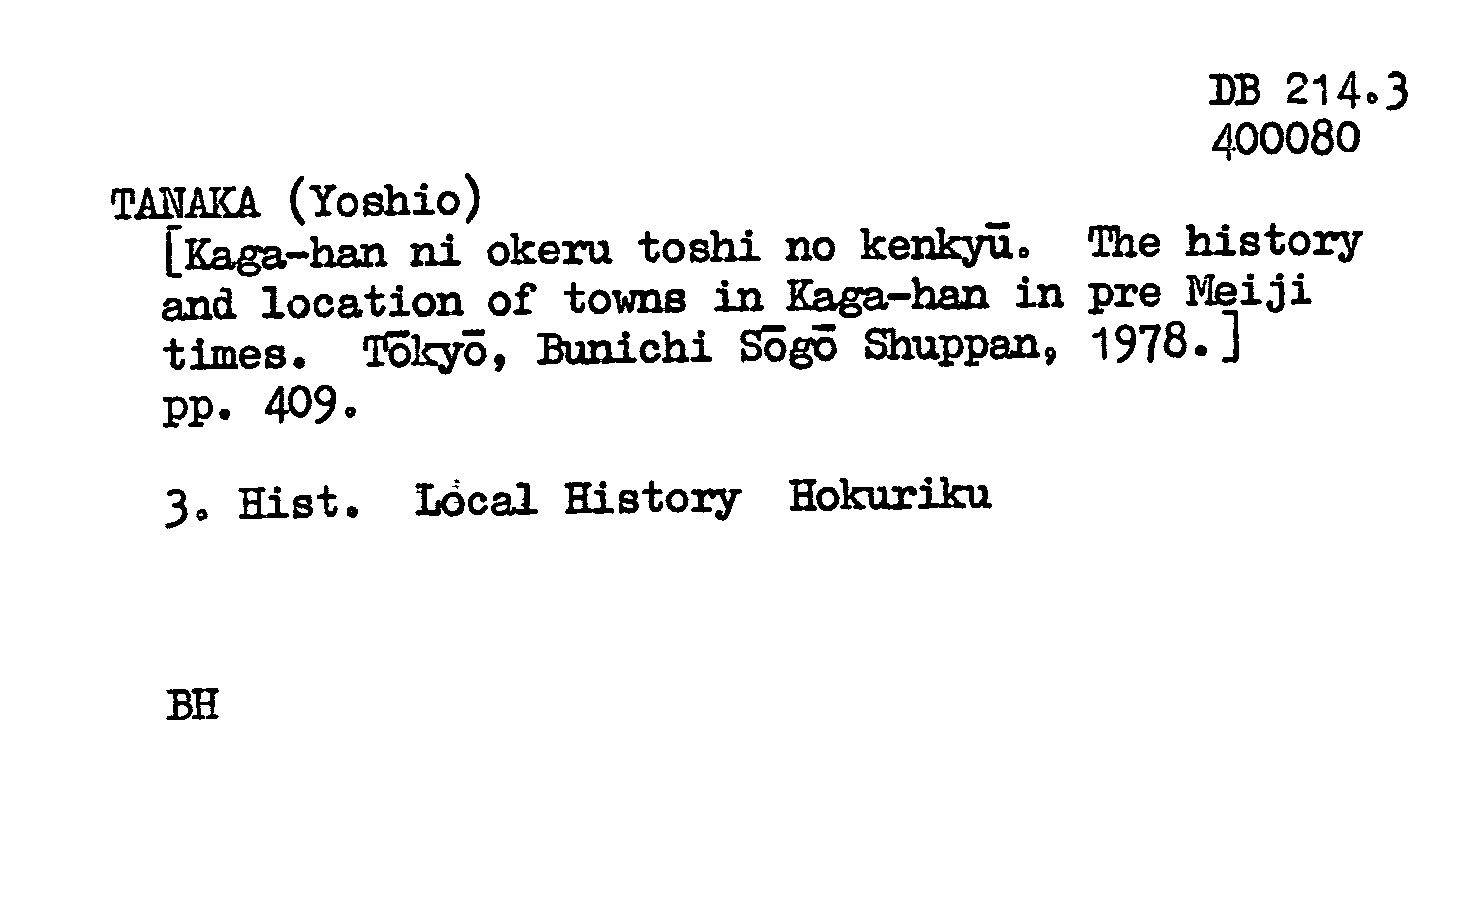 DB 214.3
400080
TANAKA (Yoshio)
[Kaga-han ni okeru toshi no kenkyū. The history
and location of towns in Kaga-han in pre Meiji
times. Tōkyō, Bunichi Sōgō Shuppan, 1978.]
pp. 409.
3. Hist. Local History Hokuriku
BH